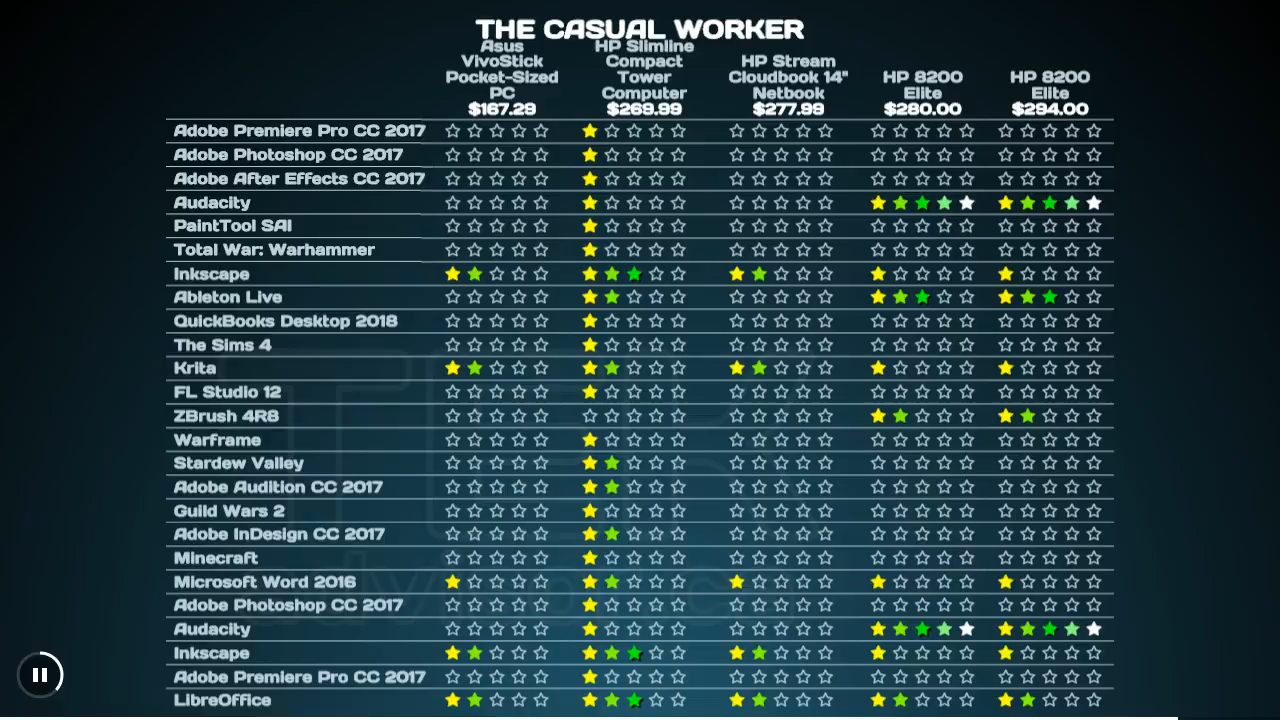 THE CASUAL WORKER
Asus
VivoStick
Pocket-Sized
PC
$167.29
HP Slimline
Compact
Tower
Computer
$269.99
HP Stream
Cloudbook 14"
Netbook
$277.99
HP 8200
Elite
$280.00
HP 8200
Elite
$294.00
Adobe Premiere Pro CC 2017
Adobe Photoshop CC 2017
Adobe After Effects CC 2017
Audacity
PaintTool SAI
Total War: Warhammer
Inkscape
Ableton Live
QuickBooks Desktop 2018
The Sims 4
Krita
FL Studio 12
ZBrush 4R8
Warframe
Stardew Valley
Adobe Audition CC 2017
Guild Wars 2
Adobe InDesign CC 2017
Minecraft
Microsoft Word 2016
Adobe Photoshop CC 2017
Audacity
Inkscape
Adobe Premiere Pro CC 2017
LibreOffice